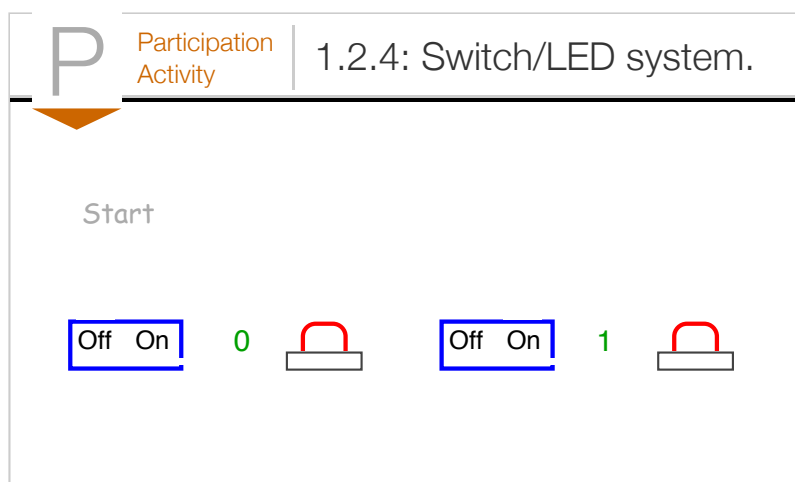 P
Participation
Activity
1.2.4: Switch/LED system.
Start
Off On 0 Off On 1